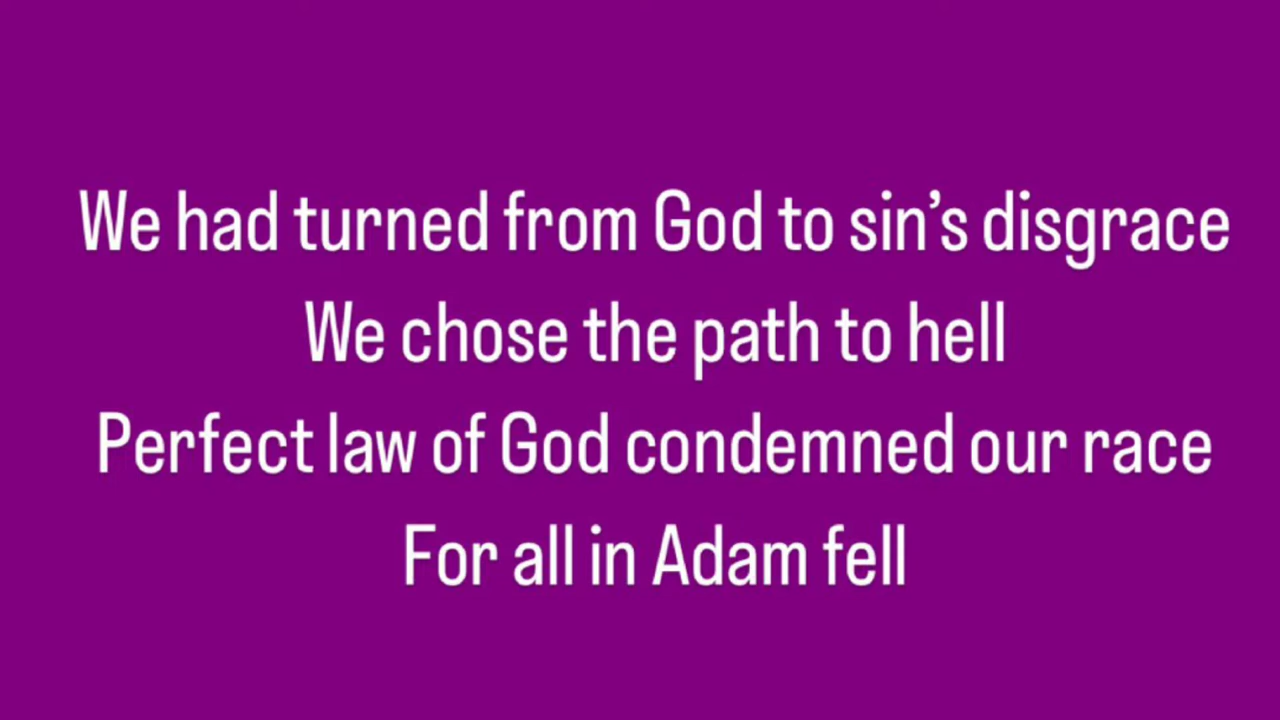 We had turned from God to sin’s disgrace
We chose the path to hell
Perfect law of God condemned our race
For all in Adam fell